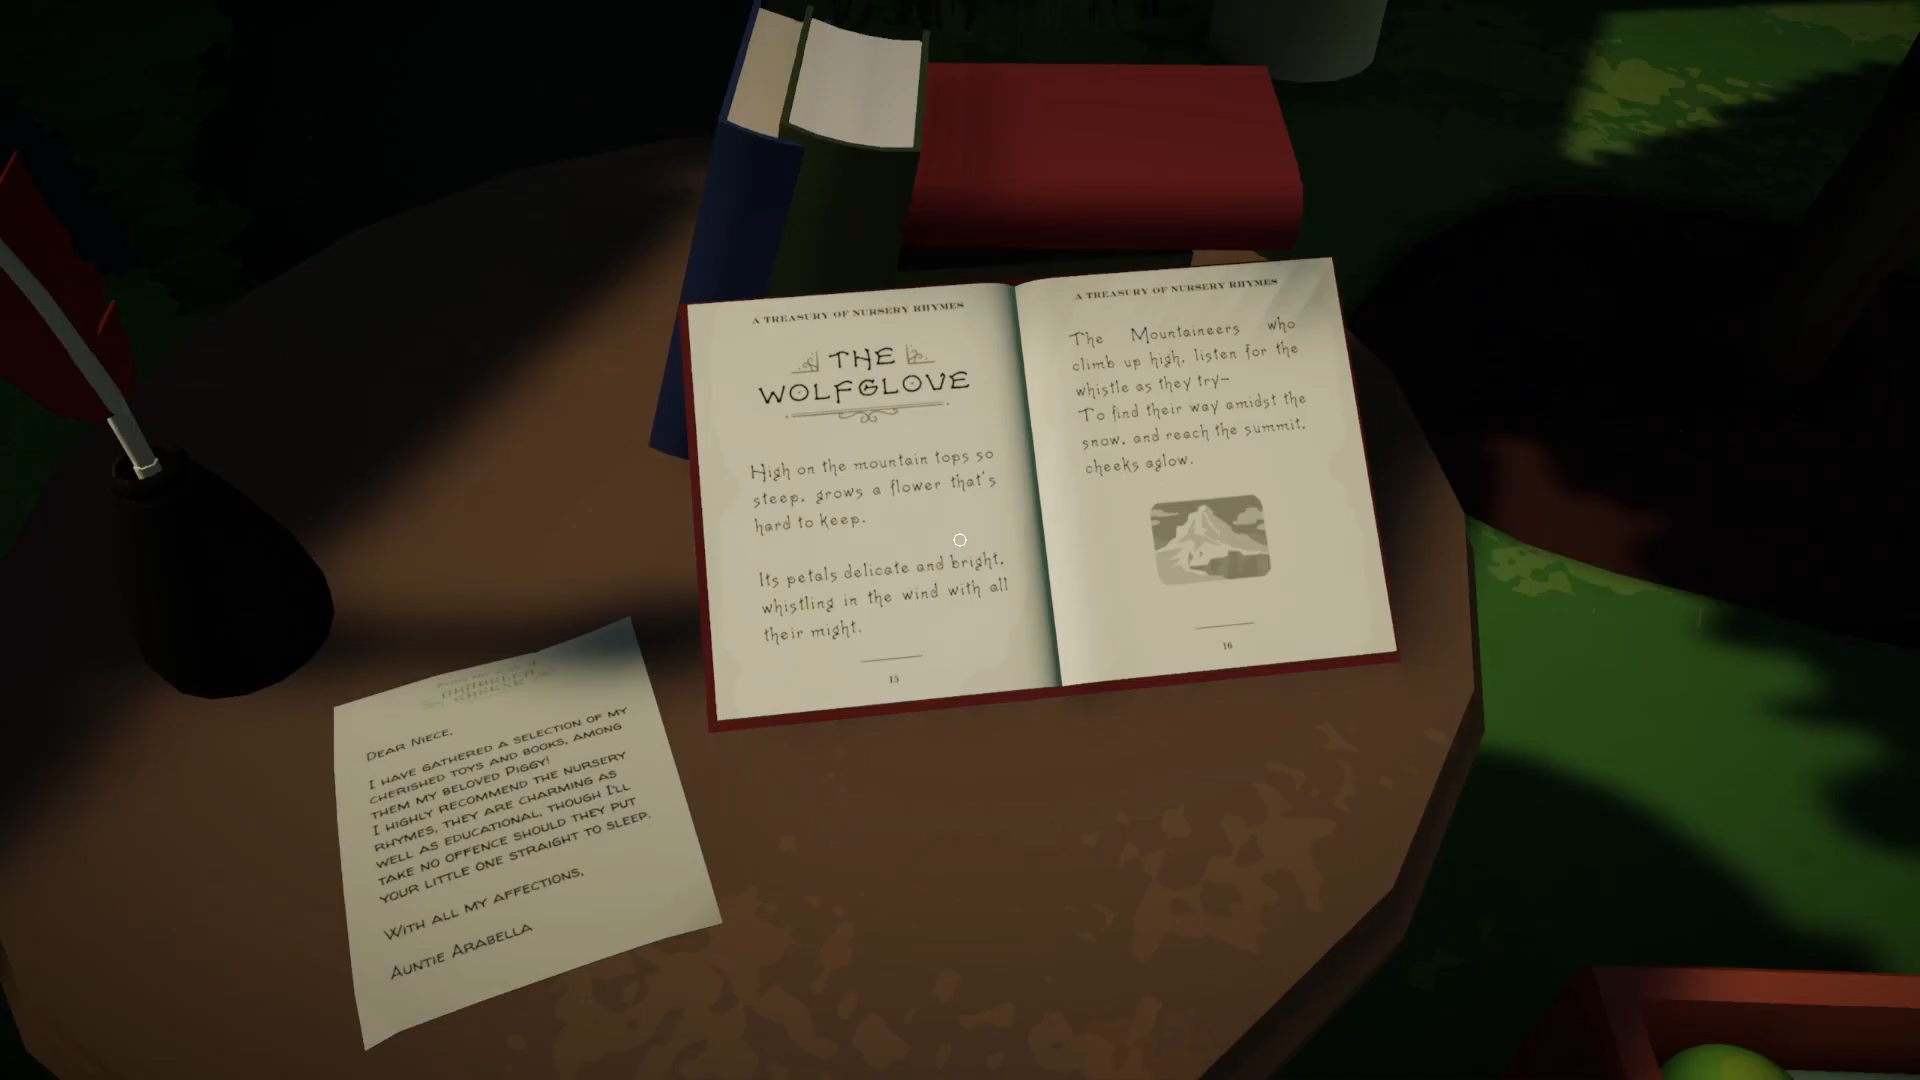 A TREASURY OF NURSERY RHYMES
THE
WOLFGLOVE
High on the mountain tops so
steep, grows a flower that's
hard to keep.
Its petals delicate and bright,
whistling in the wind with all
their might.
15
A TREASURY OF NURSERY RHYMES
The Mountaineers who
climb up high, listen for the
whistle as they try-
To find their way amidst the
snow, and reach the summit,
cheeks aglow.
16
DEAR NIECE,
I HAVE GATHERED A SELECTION OF MY
CHERISHED TOYS AND BOOKS, AMONG
THEM MY BELOVED PIGGY!
I HIGHLY RECOMMEND THE NURSERY
RHYMES, THEY ARE CHARMING AS
WELL AS EDUCATIONAL, THOUGH I'LL
TAKE NO OFFENCE SHOULD THEY PUT
YOUR LITTLE ONE STRAIGHT TO SLEEP.
WITH ALL MY AFFECTIONS,
AUNTIE ARABELLA